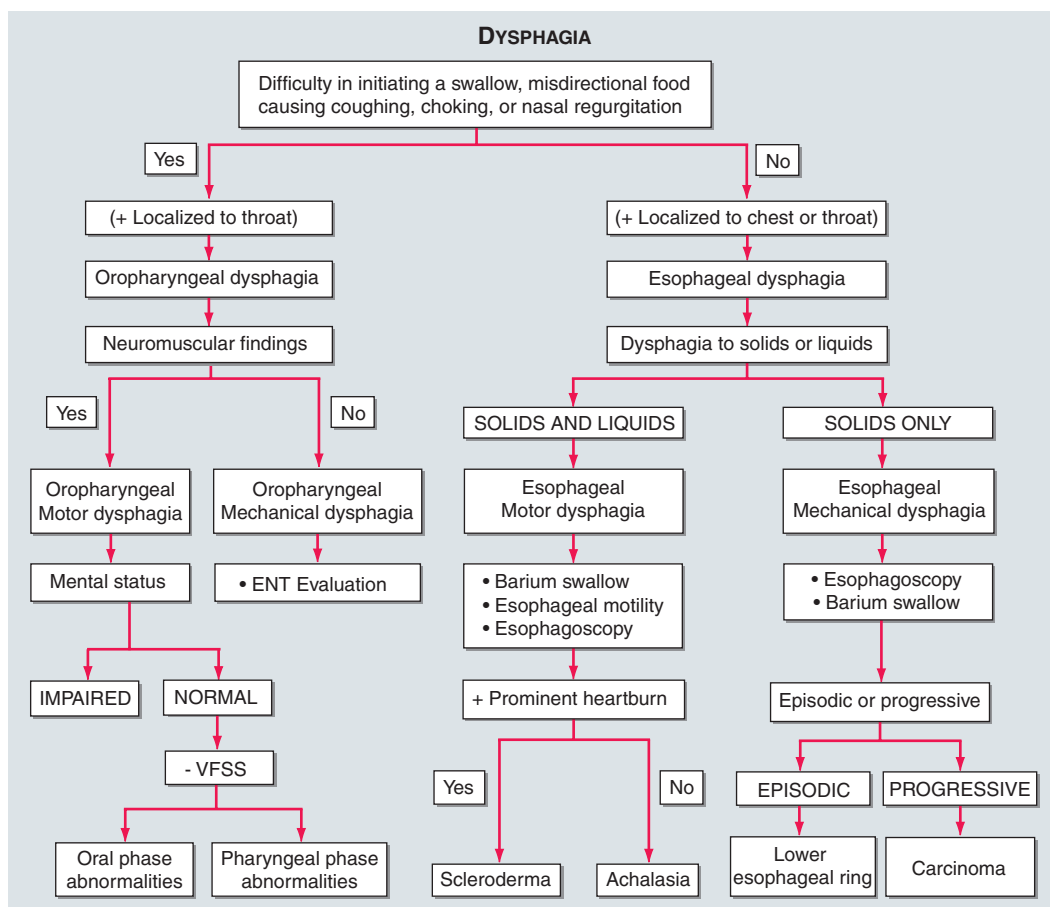 DYSPHAGIA
Difficulty in initiating a swallow, misdirectional food
causing coughing, choking, or nasal regurgitation
Yes
No
(+ Localized to throat)
(+ Localized to chest or throat)
Oropharyngeal dysphagia
Esophageal dysphagia
Neuromuscular findings
Dysphagia to solids or liquids
Yes
No
SOLIDS AND LIQUIDS
SOLIDS ONLY
Oropharyngeal
Motor dysphagia
Oropharyngeal
Mechanical dysphagia
Esophageal
Motor dysphagia
Esophageal
Mechanical dysphagia
Mental status
• ENT Evaluation
• Barium swallow
• Esophageal motility
• Esophagoscopy
• Esophagoscopy
• Barium swallow
IMPAIRED
NORMAL
+ Prominent heartburn
Episodic or progressive
- VFSS
Yes
No
EPISODIC
PROGRESSIVE
Oral phase
abnormalities
Pharyngeal phase
abnormalities
Scleroderma
Achalasia
Lower
esophageal ring
Carcinoma